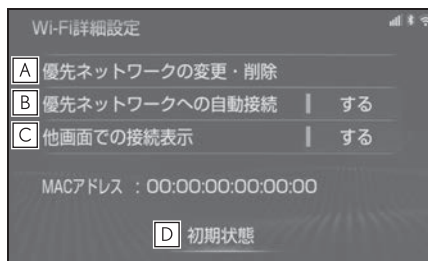 Wi-Fi詳細設定
A 優先ネットワークの変更・削除
B 優先ネットワークへの自動接続 する
C 他画面での接続表示 する
MACアドレス : 00:00:00:00:00:00
D 初期状態